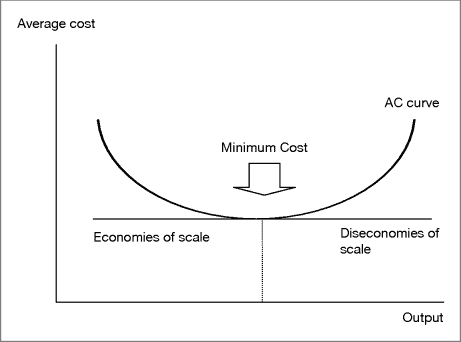 Average cost
AC curve
Minimum Cost
Economies of scale
Diseconomies of
scale
Output